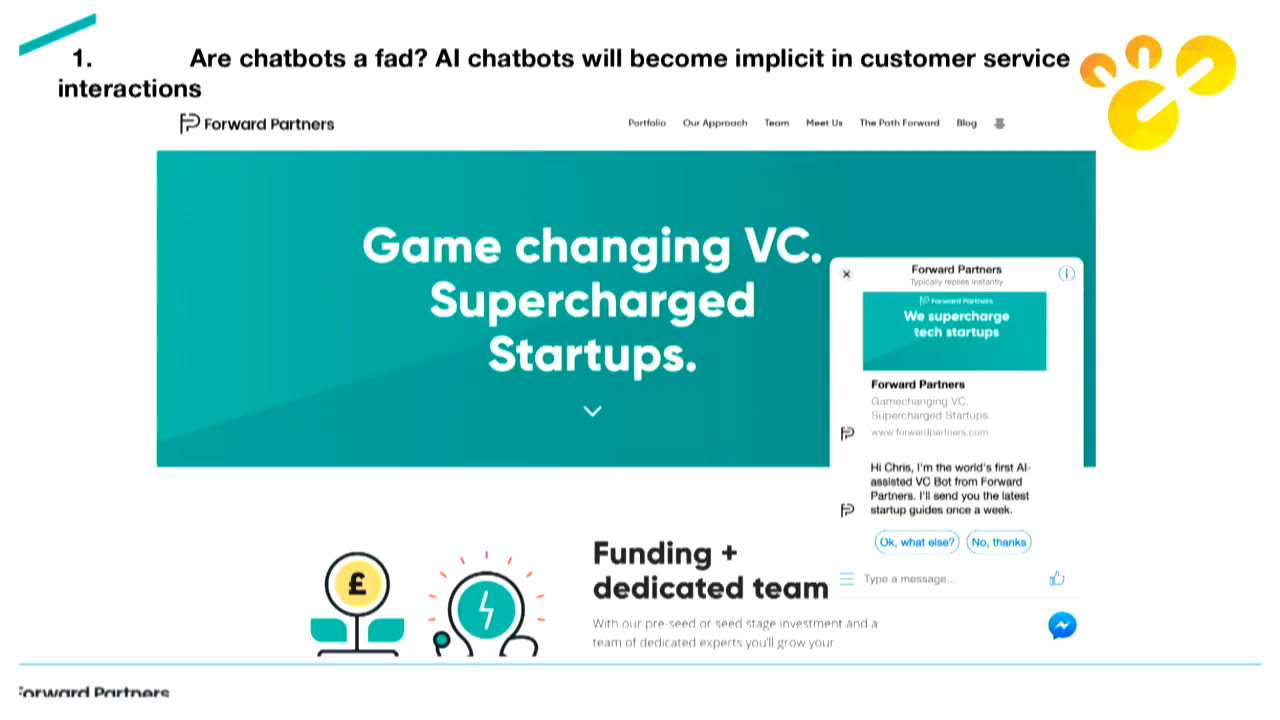 1. Are chatbots a fad? AI chatbots will become implicit in customer service
interactions
Forward Partners
Portfolio Our Approach Team Meet Us The Path Forward Blog
Game changing VC.
Supercharged
Startups.
Forward Partners
Typically replies instantly
Forward Partners
We supercharge
tech startups
Forward Partners
Gamechanging VC.
Supercharged Startups.
www.forwardpartners.com
Hi Chris, I'm the world's first AI-
assisted VC Bot from Forward
Partners. I'll send you the latest
startup guides once a week.
Ok, what else? No, thanks
Type a message...
£
Funding +
dedicated team
With our pre-seed or seed stage investment and a
team of dedicated experts you'll grow your
Forward Partners